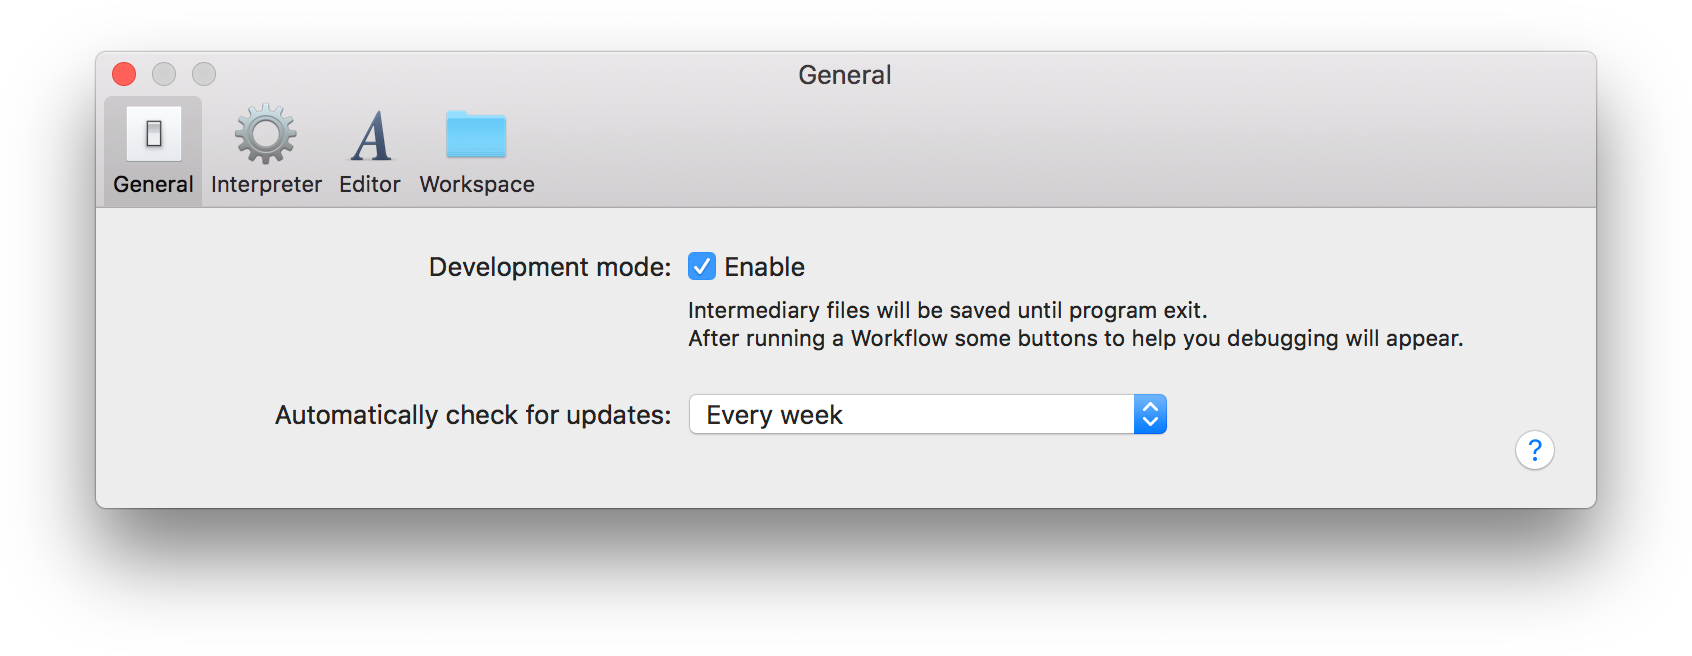 General
General Interpreter Editor Workspace
Development mode: Enable
Intermediary files will be saved until program exit.
After running a Workflow some buttons to help you debugging will appear.
Automatically check for updates: Every week
?